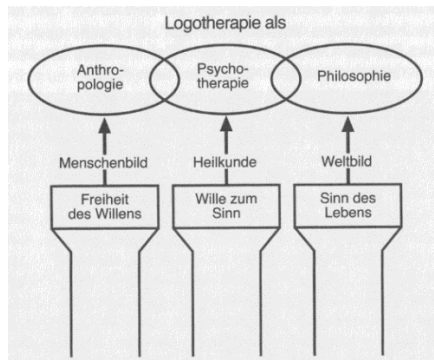 Logotherapie als
Anthro-
pologie
Psycho-
therapie
Philosophie
Menschenbild
Heilkunde
Weltbild
Freiheit
des Willens
Wille zum
Sinn
Sinn des
Lebens